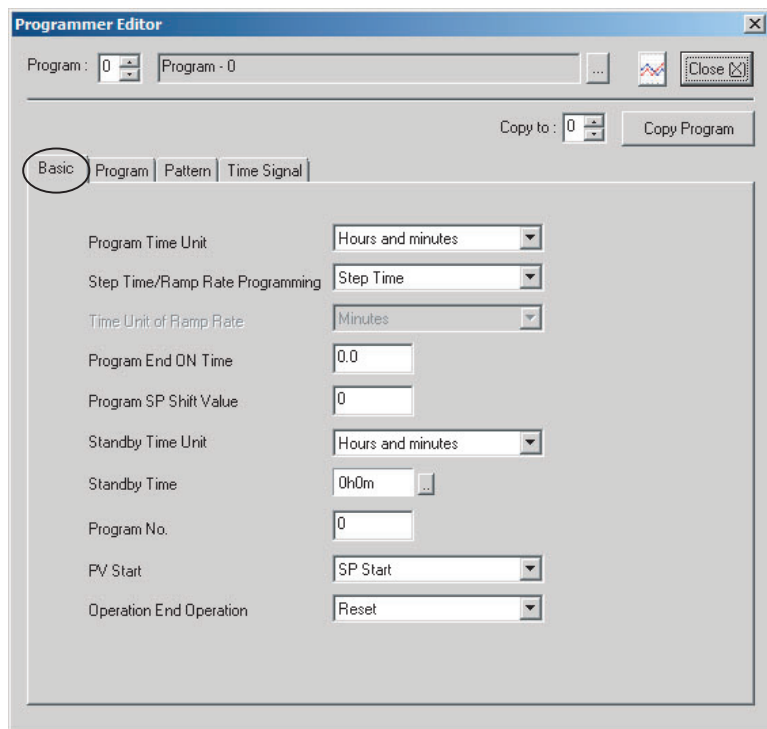 Programmer Editor
Program : 0 Program - 0 ... Close (X)
Copy to : 0 Copy Program
Basic Program Pattern Time Signal
Program Time Unit Hours and minutes
Step Time/Ramp Rate Programming Step Time
Time Unit of Ramp Rate Minutes
Program End ON Time 0.0
Program SP Shift Value 0
Standby Time Unit Hours and minutes
Standby Time 0h0m ..
Program No. 0
PV Start SP Start
Operation End Operation Reset